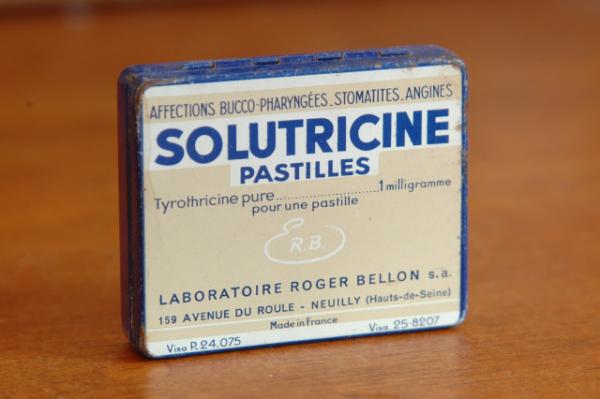 AFFECTIONS BUCCO-PHARYNGÉES_STOMATITES_ANGINES
SOLUTRICINE
PASTILLES
Tyrothricine pure....................1 milligramme
pour une pastille
R.B.
LABORATOIRE ROGER BELLON s.a.
159 AVENUE DU ROULE - NEUILLY (Hauts-de-Seine)
Made in France
Visa P. 24.075 Visa 25-8207